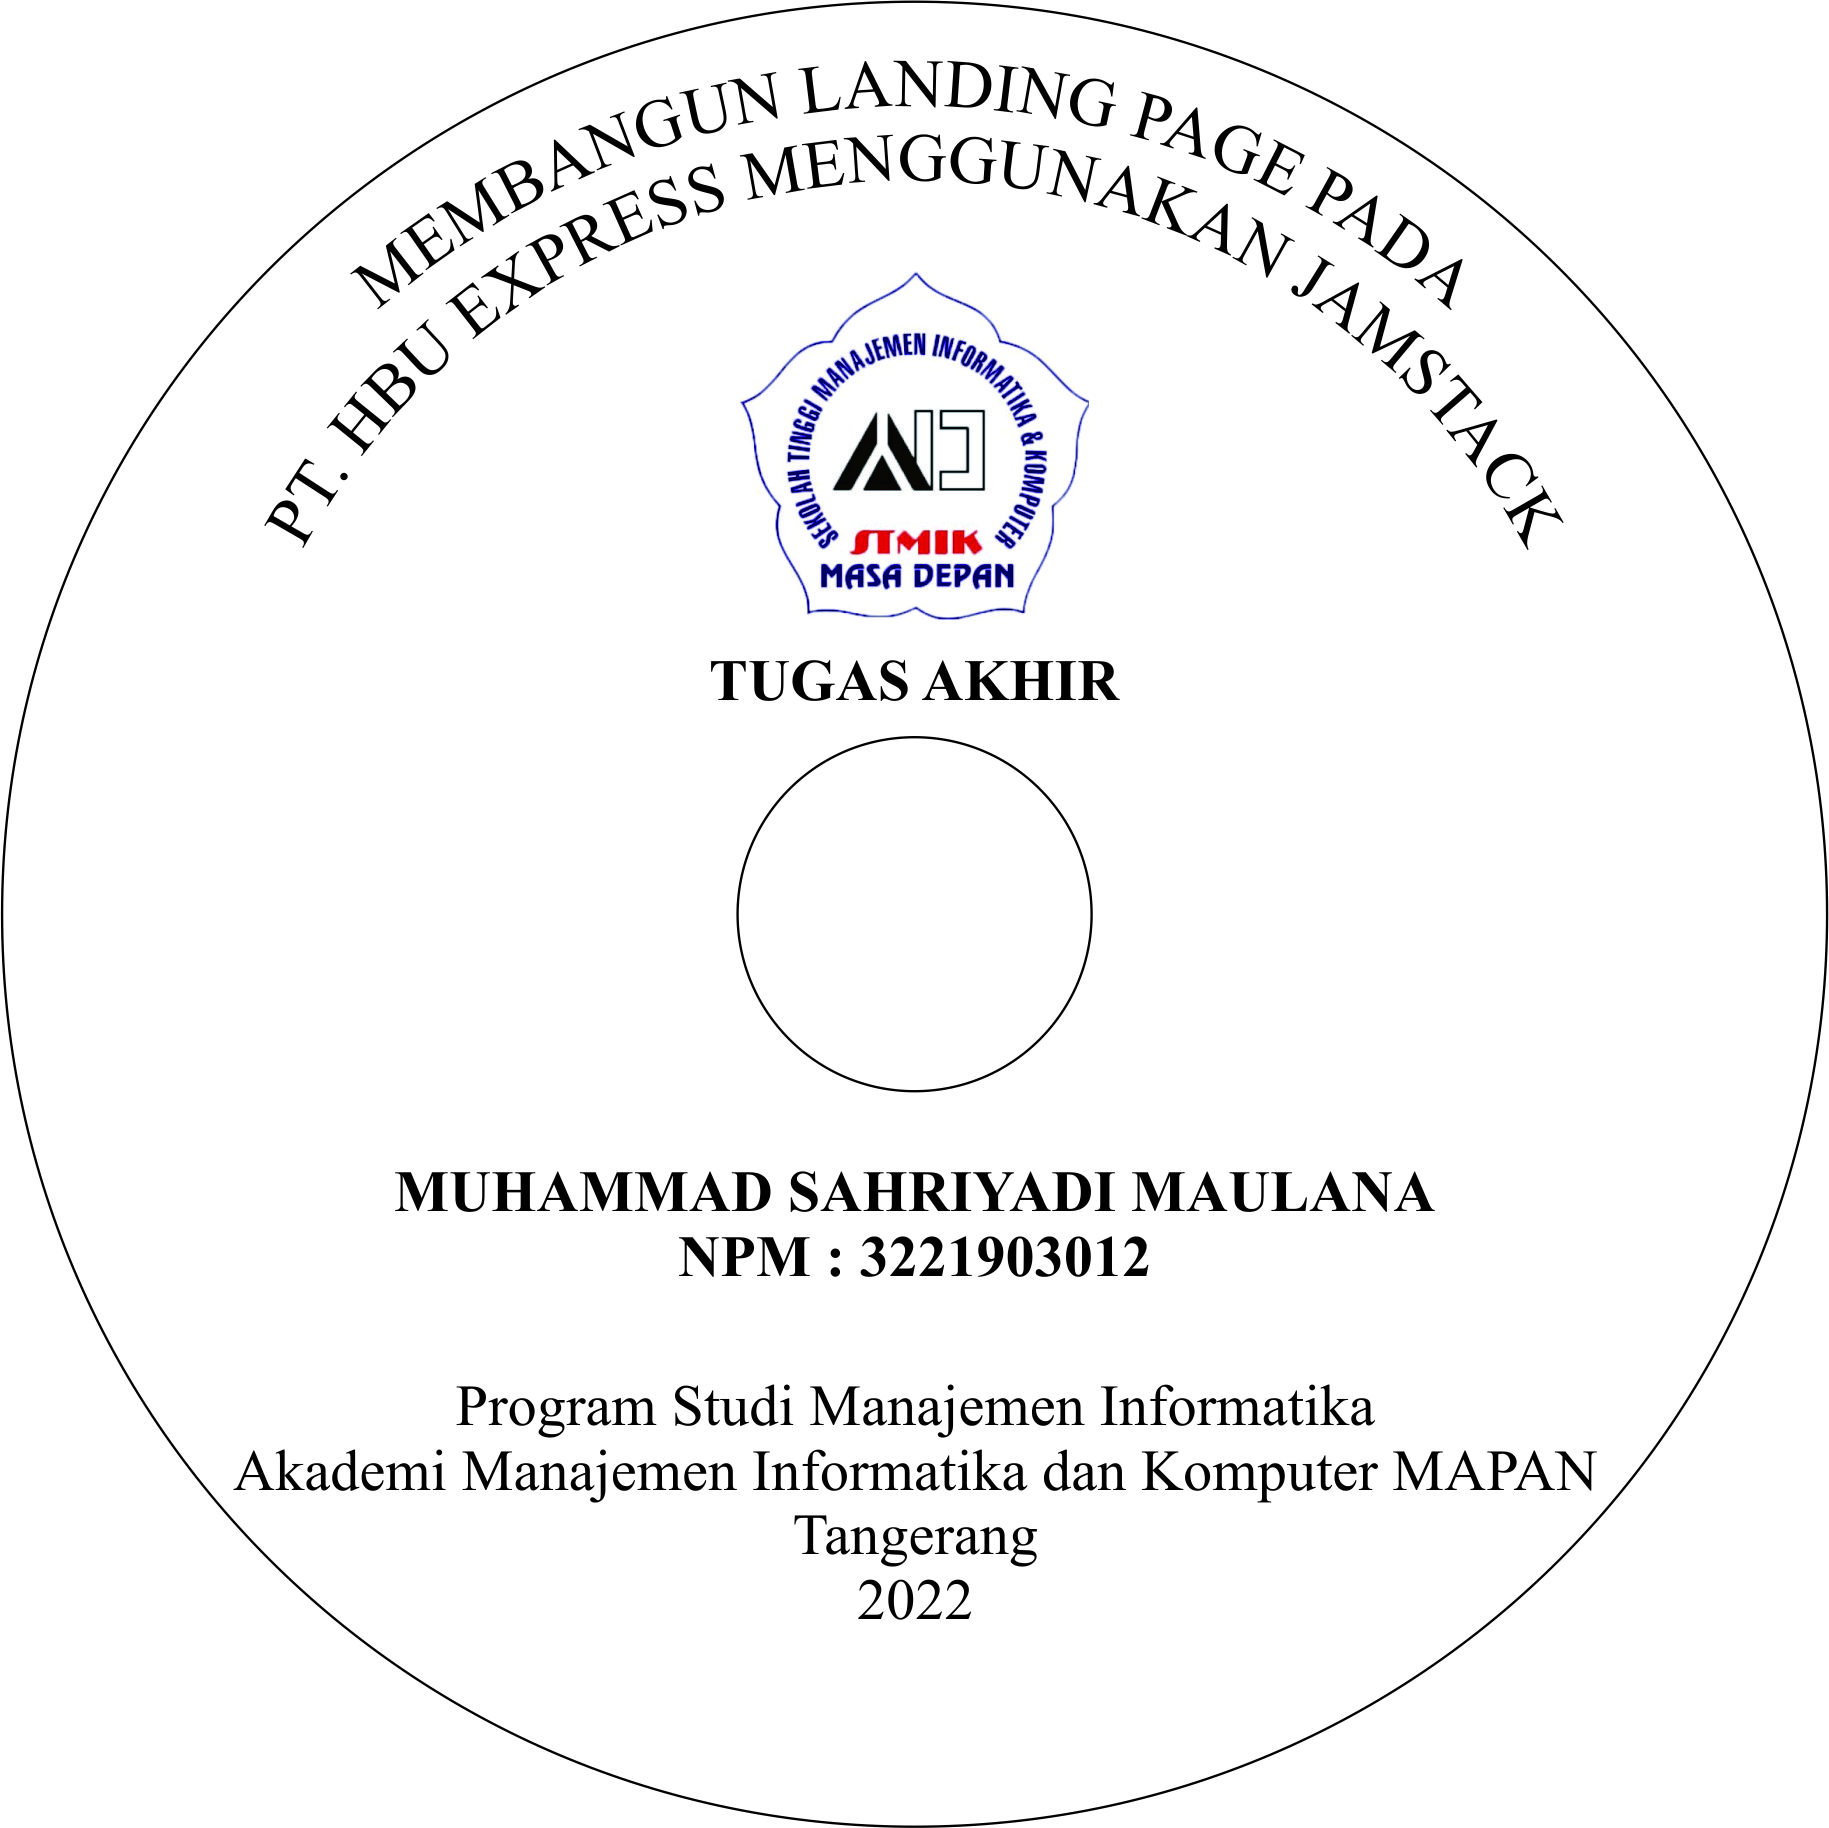 MEMBANGUN LANDING PAGE PADA
PT. HBU EXPRESS MENGGUNAKAN JAMSTACK
SEKOLAH TINGGI MANAJEMEN INFORMATIKA & KOMPUTER
STMIK
MASA DEPAN
TUGAS AKHIR
MUHAMMAD SAHRIYADI MAULANA
NPM : 3221903012
Program Studi Manajemen Informatika
Akademi Manajemen Informatika dan Komputer MAPAN
Tangerang
2022